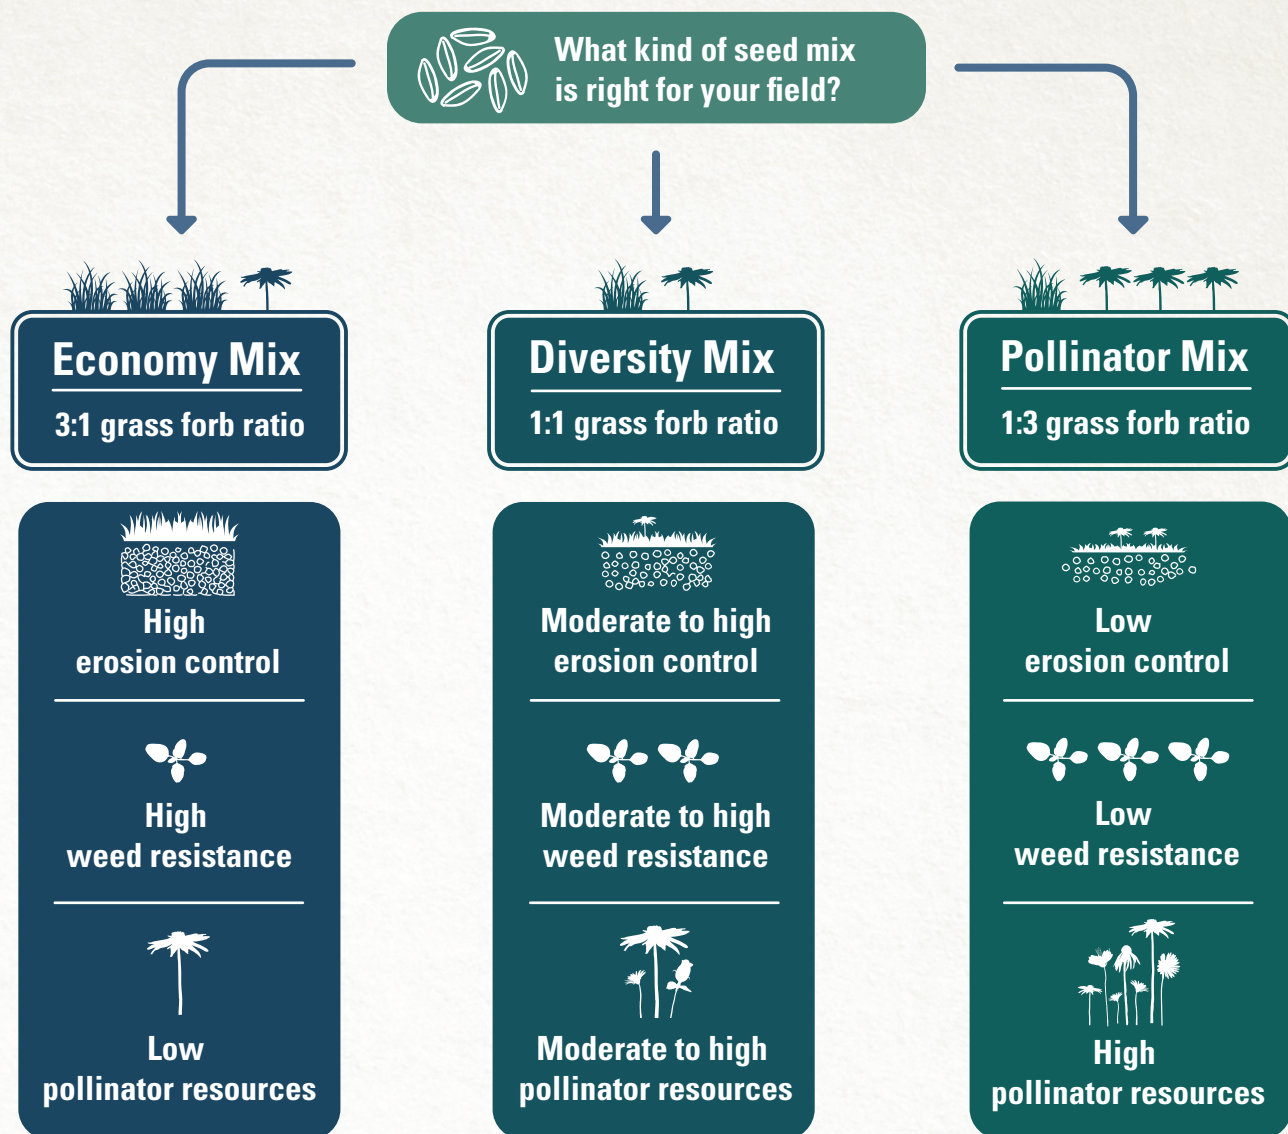 What kind of seed mix
is right for your field?
Economy Mix
3:1 grass forb ratio
High
erosion control
High
weed resistance
Low
pollinator resources
Diversity Mix
1:1 grass forb ratio
Moderate to high
erosion control
Moderate to high
weed resistance
Moderate to high
pollinator resources
Pollinator Mix
1:3 grass forb ratio
Low
erosion control
Low
weed resistance
High
pollinator resources